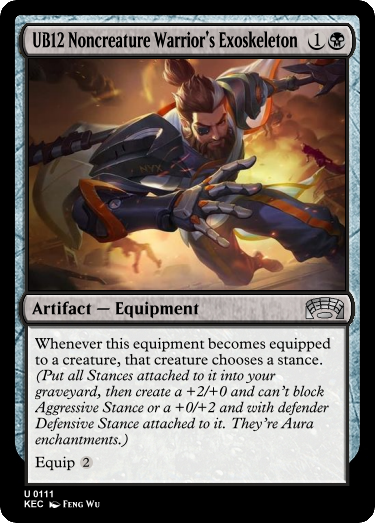 UB12 Noncreature Warrior's Exoskeleton 1
Artifact — Equipment
Whenever this equipment becomes equipped
to a creature, that creature chooses a stance.
(Put all Stances attached to it into your
graveyard, then create a +2/+0 and can't block
Aggressive Stance or a +0/+2 and with defender
Defensive Stance attached to it. They're Aura
enchantments.)
Equip 2
U 0111
KEC Feng Wu